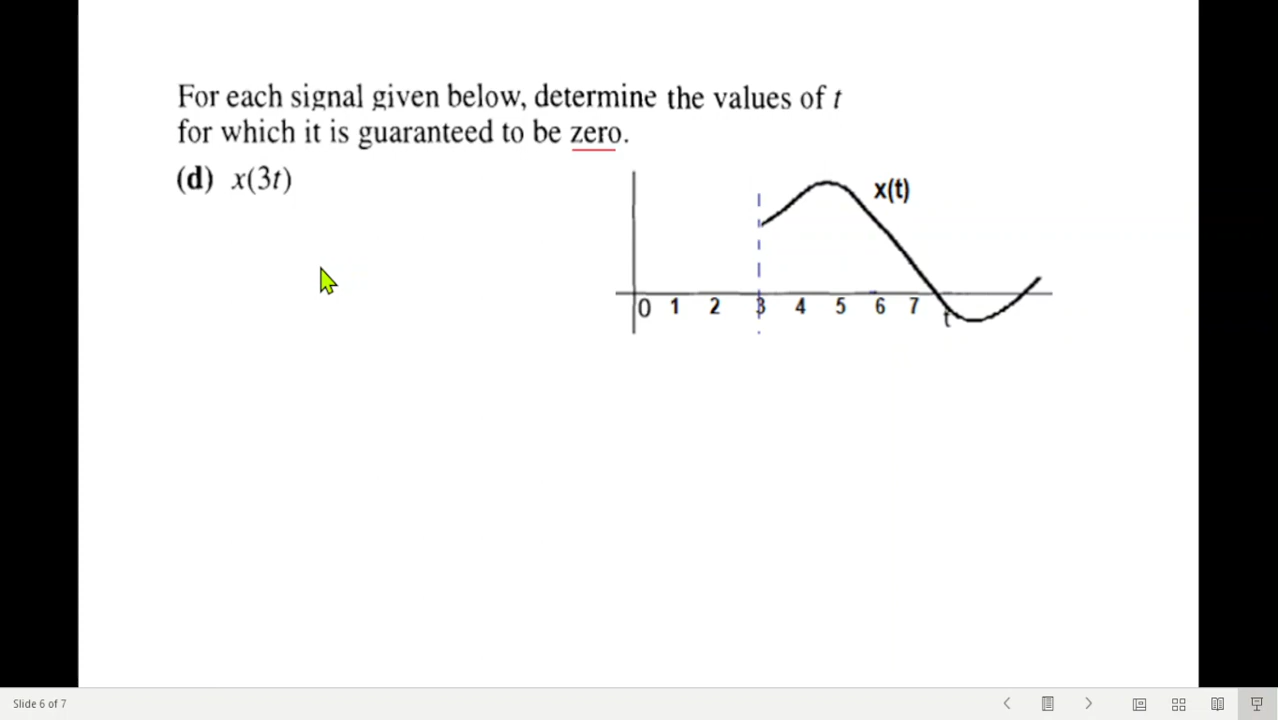 For each signal given below, determine the values of t
for which it is guaranteed to be zero.
(d) x(3t)
x(t)
0 1 2 3 4 5 6 7
t
Slide 6 of 7